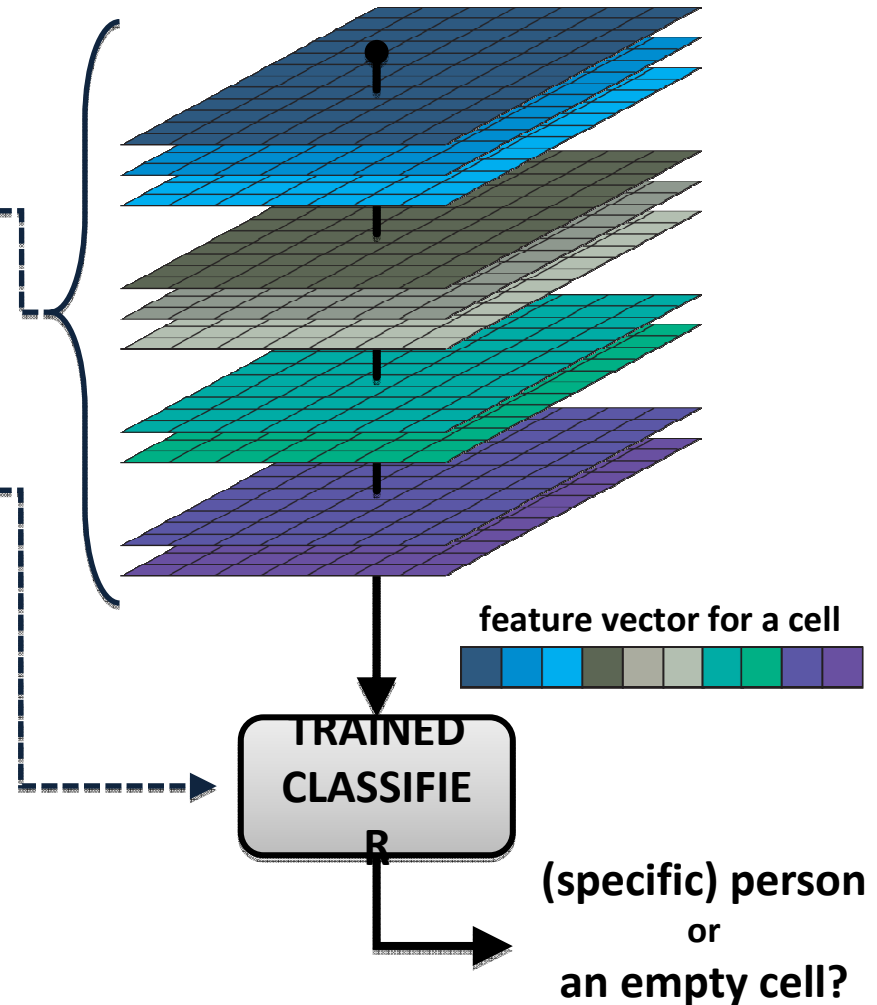 feature vector for a cell
TRAINED
CLASSIFIE
R
(specific) person
or
an empty cell?